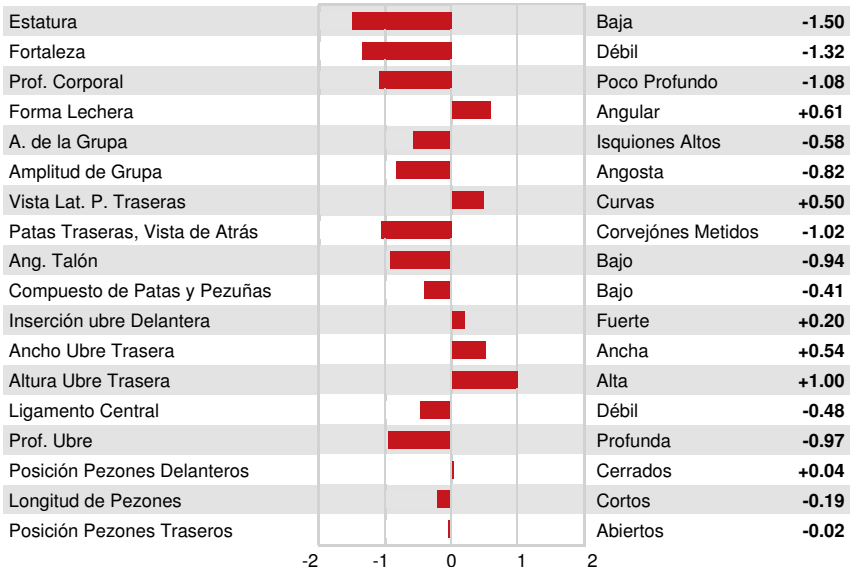 Estatura Baja -1.50
Fortaleza Débil -1.32
Prof. Corporal Poco Profundo -1.08
Forma Lechera Angular +0.61
A. de la Grupa Isquiones Altos -0.58
Amplitud de Grupa Angosta -0.82
Vista Lat. P. Traseras Curvas +0.50
Patas Traseras, Vista de Atrás Corvejónes Metidos -1.02
Ang. Talón Bajo -0.94
Compuesto de Patas y Pezuñas Bajo -0.41
Inserción ubre Delantera Fuerte +0.20
Ancho Ubre Trasera Ancha +0.54
Altura Ubre Trasera Alta +1.00
Ligamento Central Débil -0.48
Prof. Ubre Profunda -0.97
Posición Pezones Delanteros Cerrados +0.04
Longitud de Pezones Cortos -0.19
Posición Pezones Traseros Abiertos -0.02
-2 -1 0 1 2